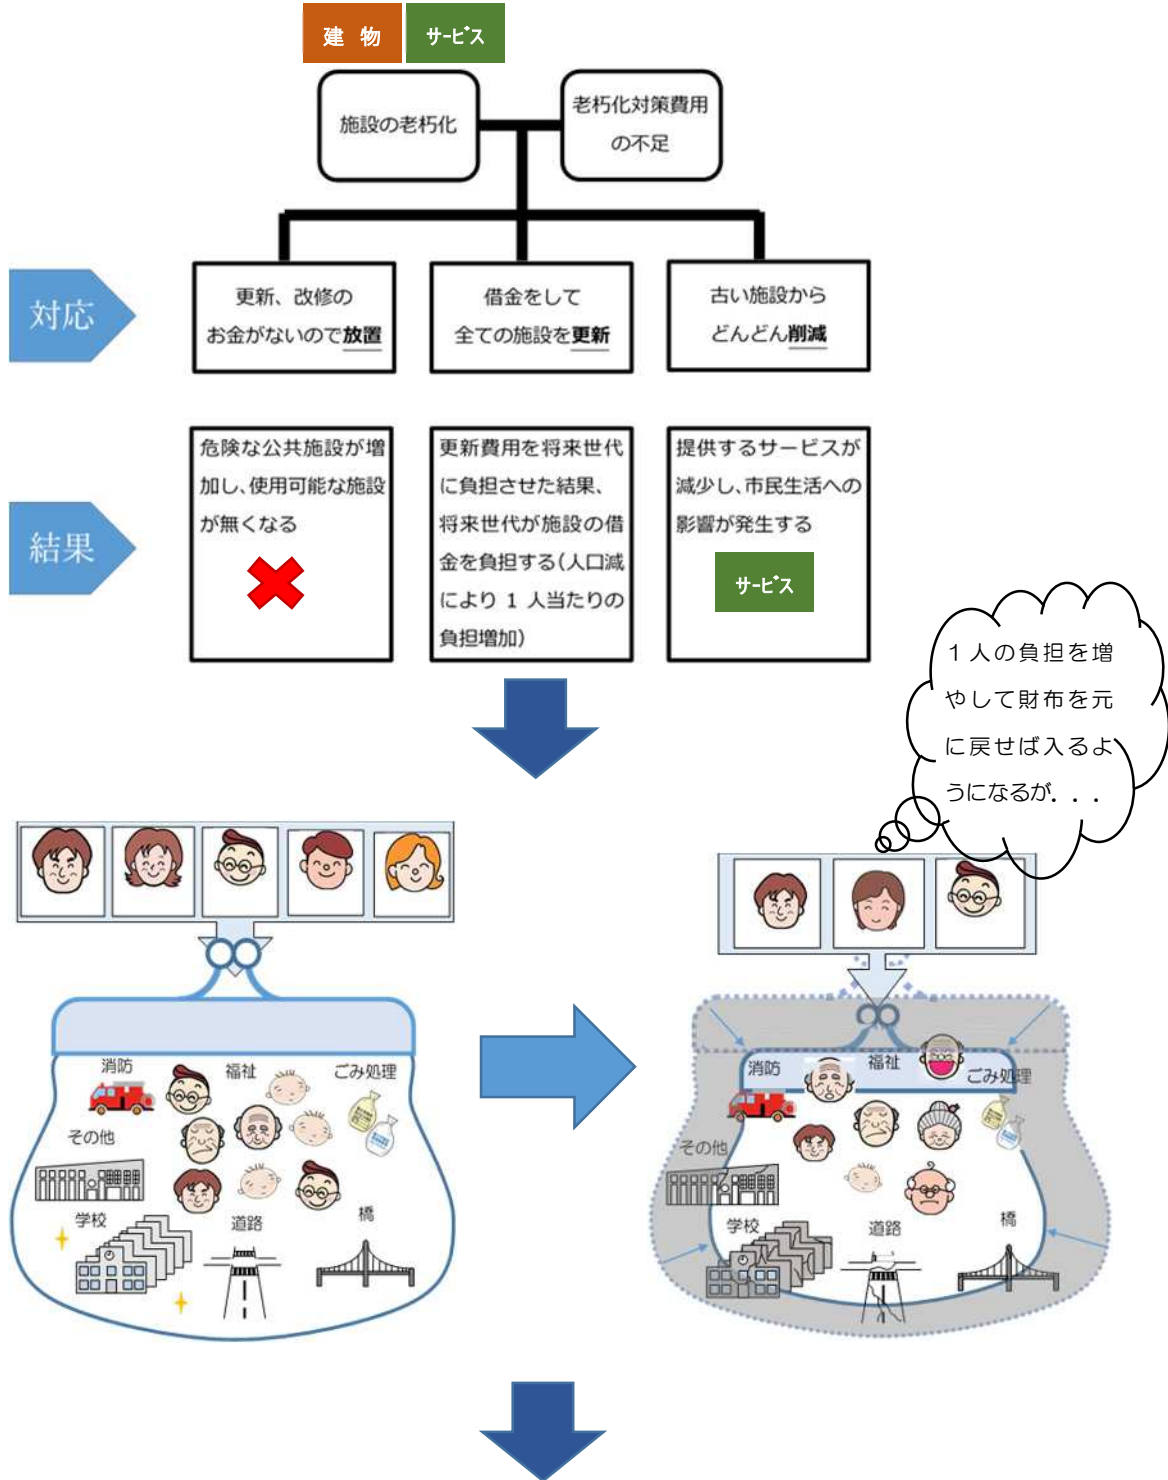 建 物
サービス
施設の老朽化
老朽化対策費用
の不足
対応
更新、改修の
お金がないので放置
借金をして
全ての施設を更新
古い施設から
どんどん削減
結果
危険な公共施設が増
加し、使用可能な施設
が無くなる
更新費用を将来世代
に負担させた結果、
将来世代が施設の借
金を負担する(人口減
により 1 人当たりの
負担増加)
提供するサービスが
減少し、市民生活への
影響が発生する
サービス
１人の負担を増
やして財布を元
に戻せば入るよ
うになるが．．．
消防
福祉
ごみ処理
その他
学校
道路
橋
消防
福祉
ごみ処理
その他
学校
道路
橋